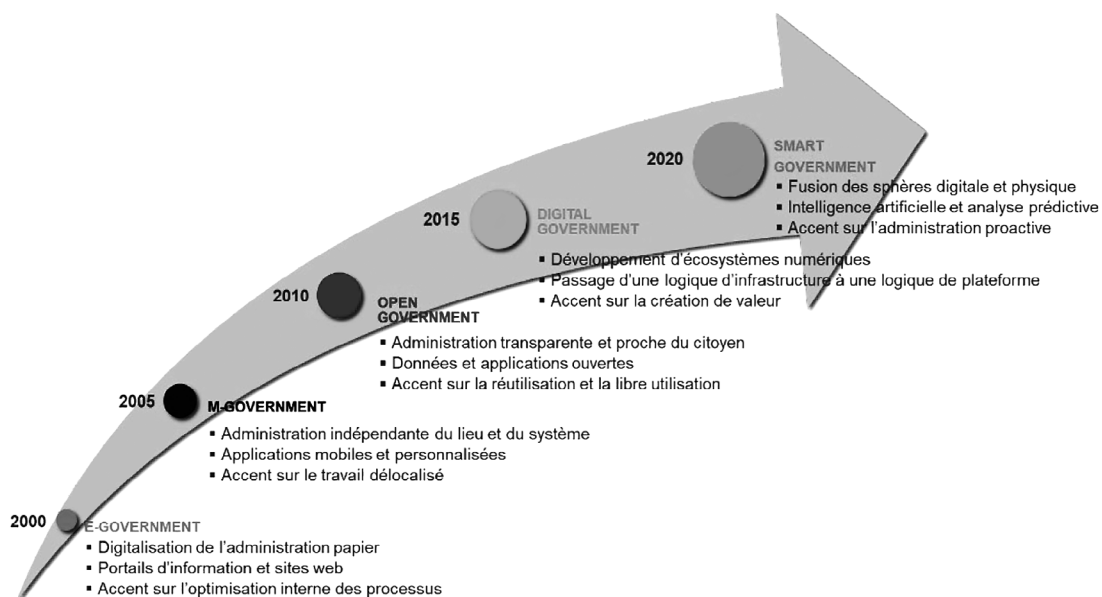 2020
SMART
GOVERNMENT
▪ Fusion des sphères digitale et physique
▪ Intelligence artificielle et analyse prédictive
▪ Accent sur l'administration proactive
2015
DIGITAL
GOVERNMENT
▪ Développement d'écosystèmes numériques
▪ Passage d'une logique d'infrastructure à une logique de plateforme
▪ Accent sur la création de valeur
2010
OPEN
GOVERNMENT
▪ Administration transparente et proche du citoyen
▪ Données et applications ouvertes
▪ Accent sur la réutilisation et la libre utilisation
2005
M-GOVERNMENT
▪ Administration indépendante du lieu et du système
▪ Applications mobiles et personnalisées
▪ Accent sur le travail délocalisé
2000
E-GOVERNMENT
▪ Digitalisation de l'administration papier
▪ Portails d'information et sites web
▪ Accent sur l'optimisation interne des processus